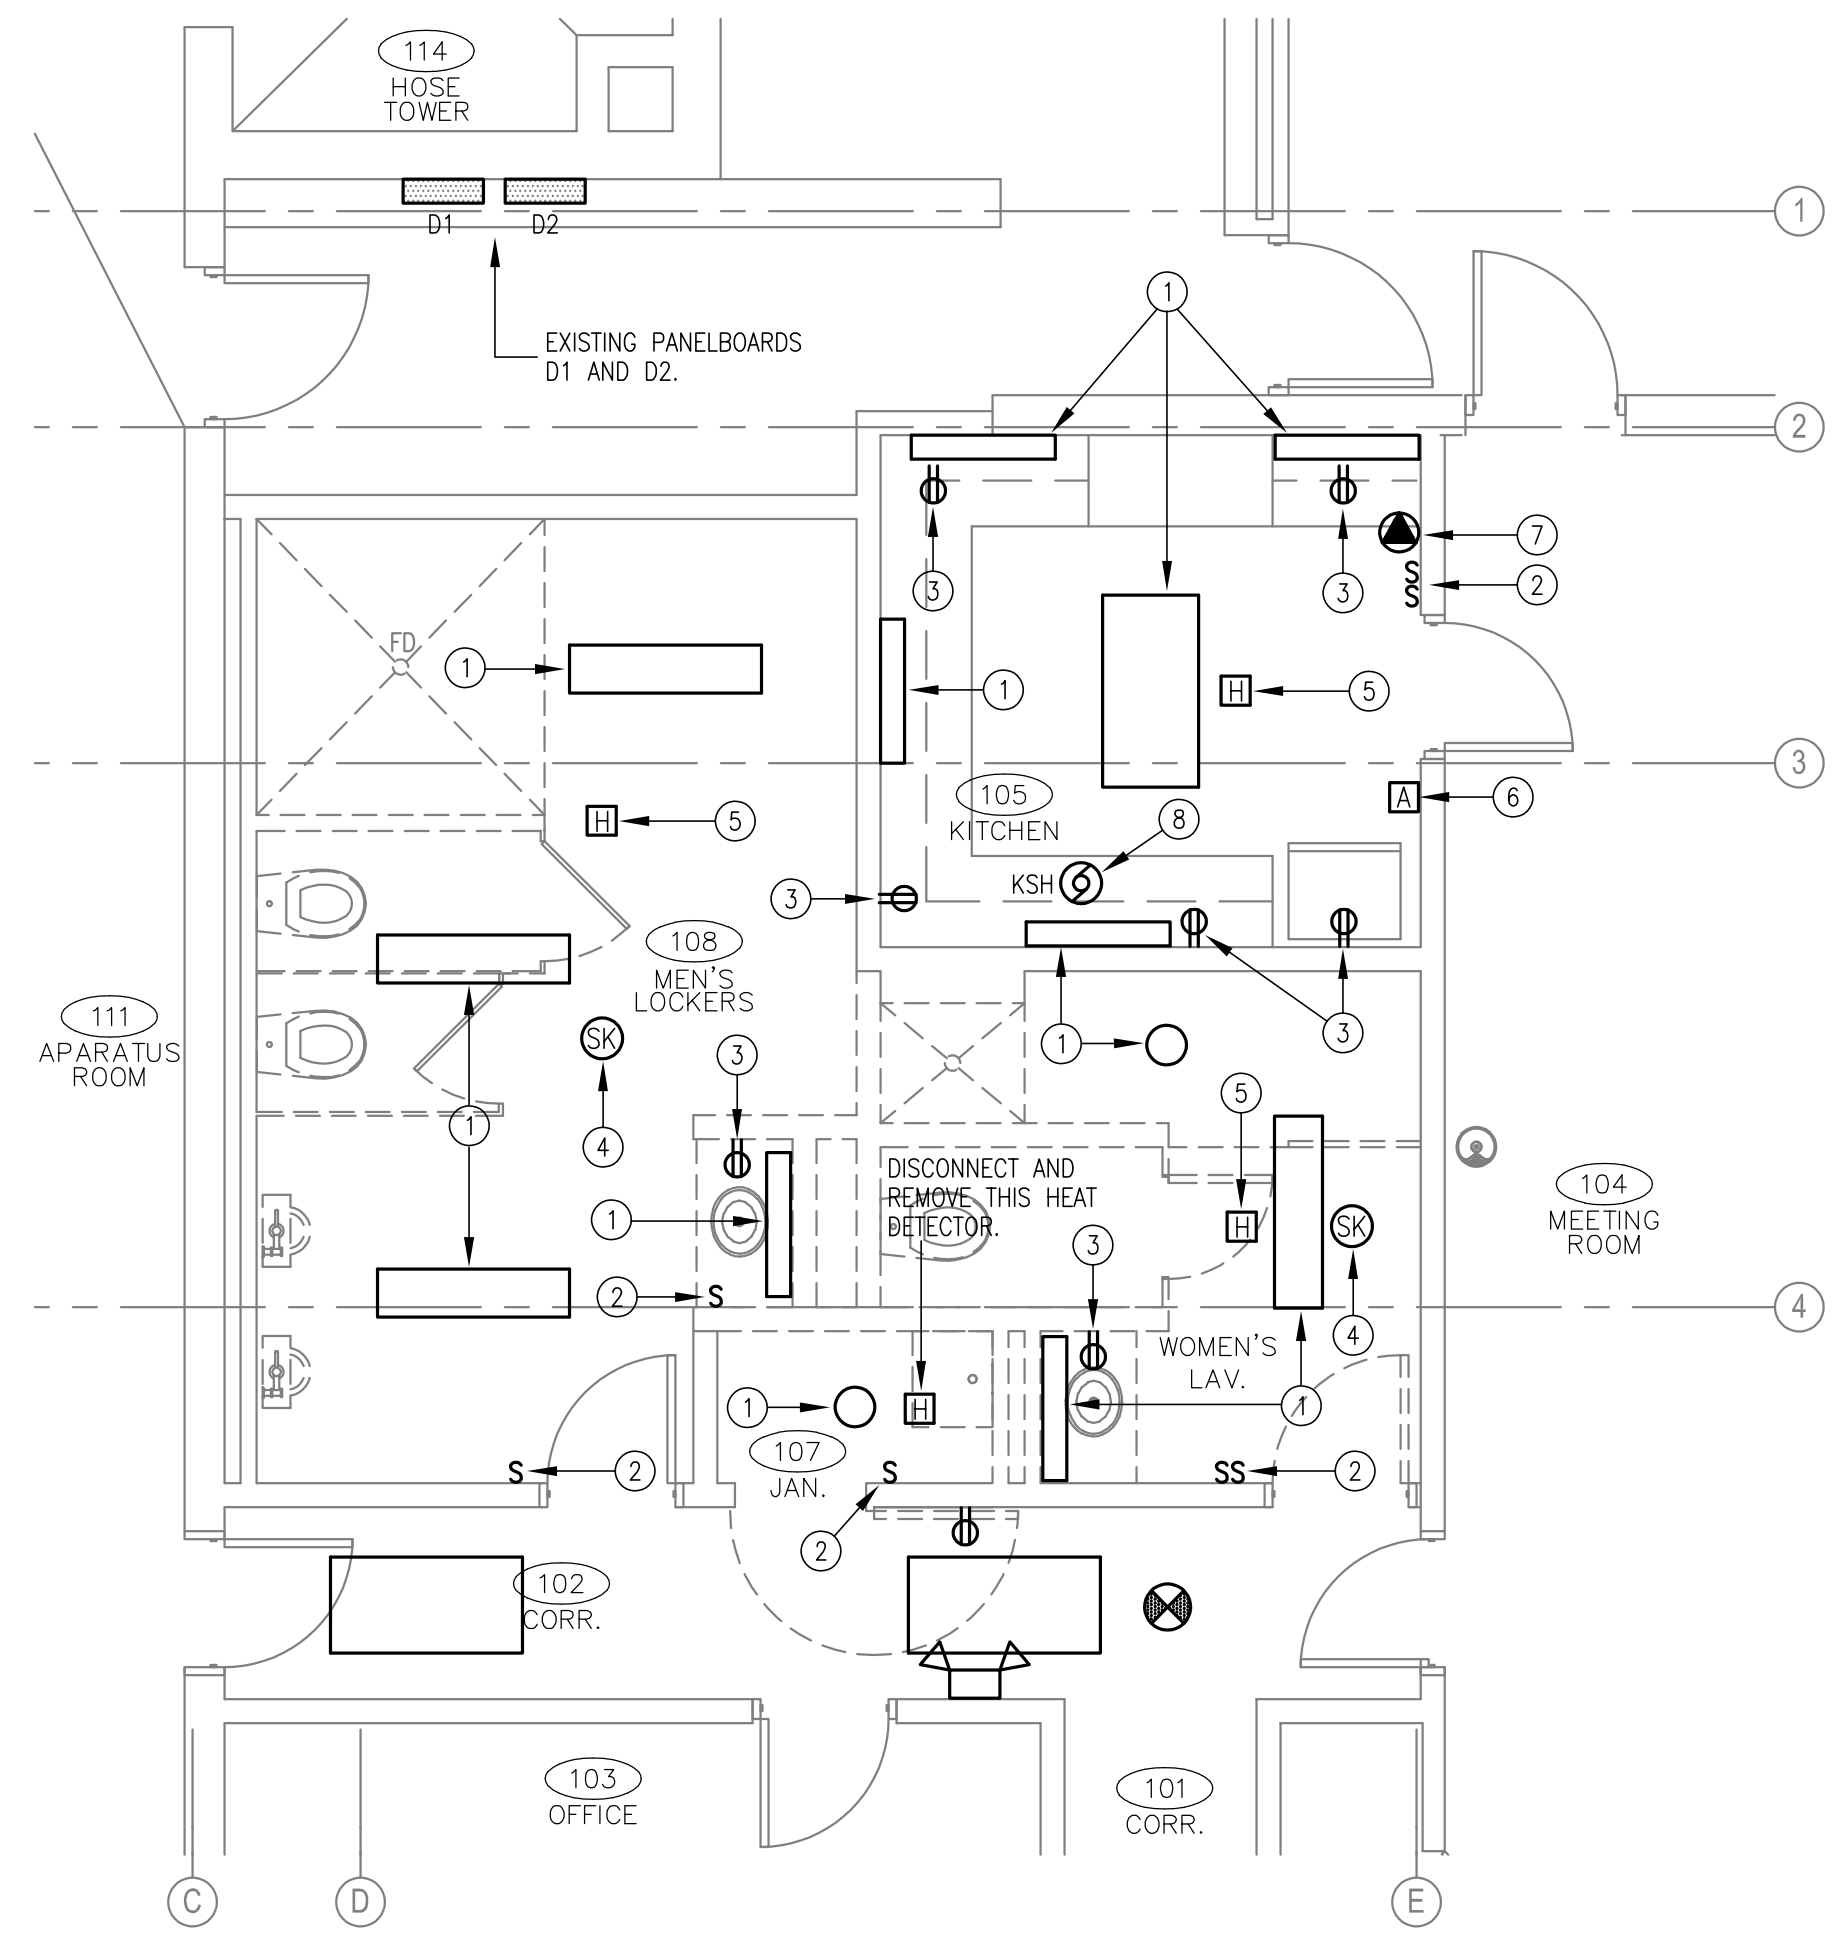 114
HOSE
TOWER
D1 D2
1
EXISTING PANELBOARDS
D1 AND D2.
1
2
3
3
7
S
S
2
FD
1
1
H
5
3
105
KITCHEN
A
6
H
5
8
KSH
3
108
MEN'S
LOCKERS
111
APARATUS
ROOM
SK
4
3
1
3
1
5
DISCONNECT AND
REMOVE THIS HEAT
DETECTOR.
1
H
SK
4
104
MEETING
ROOM
3
2
S
4
WOMEN'S
LAV.
1
1
H
107
JAN.
S
2
S
SS
2
2
102
CORR.
103
OFFICE
101
CORR.
C
D
E